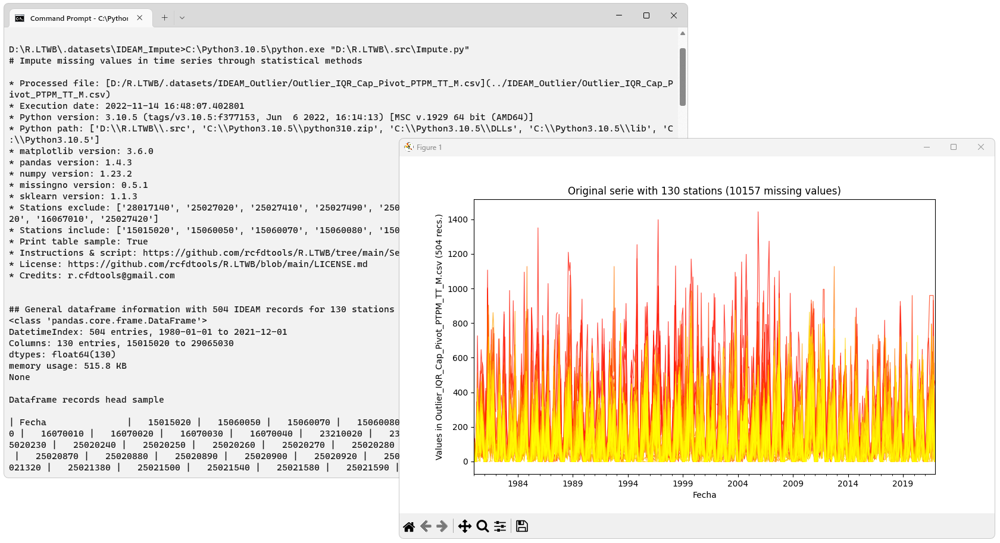 Command Prompt - C:\Python
D:\R.LTWB\.datasets\IDEAM_Impute>C:\Python3.10.5\python.exe "D:\R.LTWB\.src\Impute.py"
# Impute missing values in time series through statistical methods
* Processed file: [D:/R.LTWB/.datasets/IDEAM_Outlier/Outlier_IQR_Cap_Pivot_PTPM_TT_M.csv](../IDEAM_Outlier/Outlier_IQR_Cap_P
ivot_PTPM_TT_M.csv)
* Execution date: 2022-11-14 16:48:07.402801
* Python version: 3.10.5 (tags/v3.10.5:f377153, Jun  6 2022, 16:14:13) [MSC v.1929 64 bit (AMD64)]
* Python path: ['D:\\R.LTWB\\.src', 'C:\\Python3.10.5\\python310.zip', 'C:\\Python3.10.5\\DLLs', 'C:\\Python3.10.5\\lib', 'C
:\\Python3.10.5']
* matplotlib version: 3.6.0
* pandas version: 1.4.3
* numpy version: 1.23.2
* missingno version: 0.5.1
* sklearn version: 1.1.3
* Stations exclude: ['28017140', '25027020', '25027410', '25027490', '250
20', '16067010', '25027420']
* Stations include: ['15015020', '15060050', '15060070', '15060080', '150
* Print table sample: True
* Instructions & script: https://github.com/rcfdtools/R.LTWB/tree/main/Se
* License: https://github.com/rcfdtools/R.LTWB/blob/main/LICENSE.md
* Credits: r.cfdtools@gmail.com
## General dataframe information with 504 IDEAM records for 130 stations
<class 'pandas.core.frame.DataFrame'>
DatetimeIndex: 504 entries, 1980-01-01 to 2021-12-01
Columns: 130 entries, 15015020 to 29065030
dtypes: float64(130)
memory usage: 515.8 KB
None
Dataframe records head sample
| Fecha               |   15015020 |   15060050 |   15060070 |   15060080
0 |   16070010 |   16070020 |   16070030 |   16070040 |   23210020 |   23
5020230 |   25020240 |   25020250 |   25020260 |   25020270 |   25020280
 |   25020870 |   25020880 |   25020890 |   25020900 |   25020920 |   250
021320 |   25021380 |   25021500 |   25021540 |   25021580 |   25021590 |
Figure 1
Original serie with 130 stations (10157 missing values)
Values in Outlier_IQR_Cap_Pivot_PTPM_TT_M.csv (504 recs.)
1400
1200
1000
800
600
400
200
0
1984 1989 1994 1999 2004 2009 2014 2019
Fecha